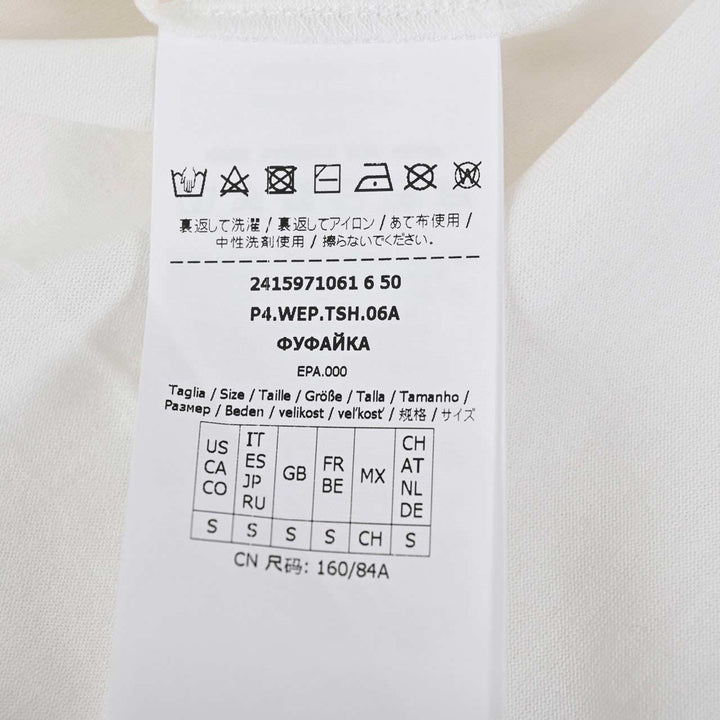 裏返して洗濯 / 裏返してアイロン / あて布使用 /
中性洗剤使用 / 擦らないでください。
2415971061 6 50
P4.WEP.TSH.06A
ФУФАЙКА
EPA.000
Taglia / Size / Taille / Größe / Talla / Tamanho /
Размер / Beden / velikost / veľkosť / 规格 / サイズ
US CA CO
IT ES JP RU
GB
FR BE
MX
CH AT NL DE
S S S S CH S
CN 尺码: 160/84A